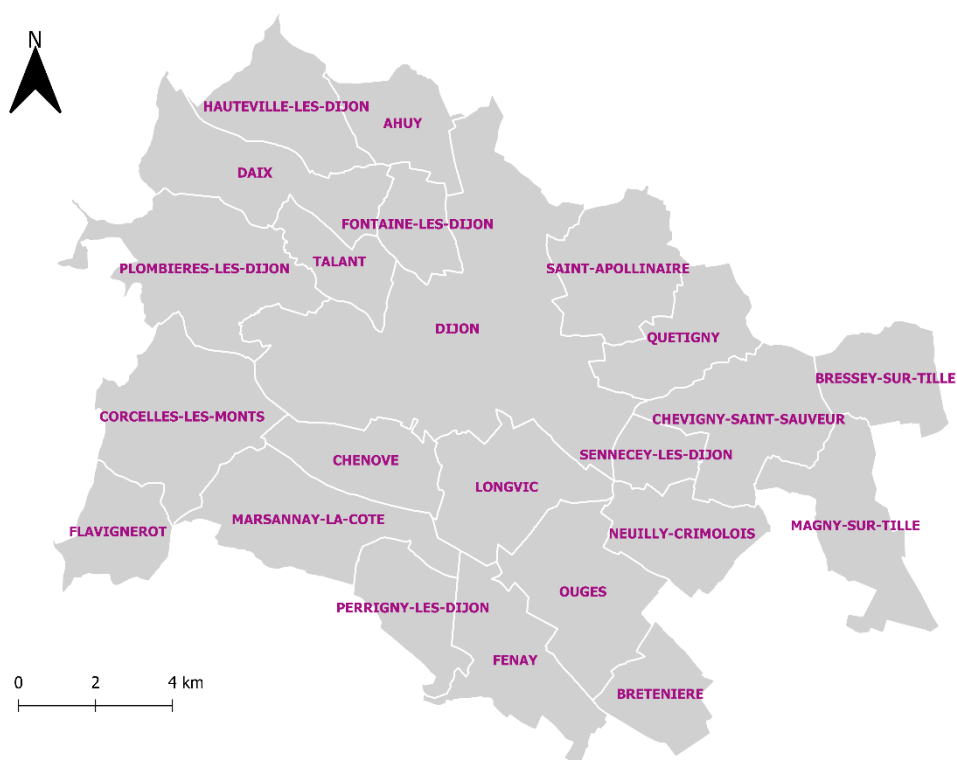 N
HAUTEVILLE-LES-DIJON
AHUY
DAIX
FONTAINE-LES-DIJON
TALANT
PLOMBIERES-LES-DIJON
SAINT-APOLLINAIRE
DIJON
QUETIGNY
BRESSEY-SUR-TILLE
CORCELLES-LES-MONTS
CHEVIGNY-SAINT-SAUVEUR
CHENOVE
SENNECEY-LES-DIJON
LONGVIC
MARSANNAY-LA-COTE
FLAVIGNEROT
NEUILLY-CRIMOLOIS
MAGNY-SUR-TILLE
OUGES
PERRIGNY-LES-DIJON
FENAY
BRETENIERE
0 2 4 km